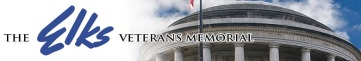 THE Elks VETERANS MEMORIAL